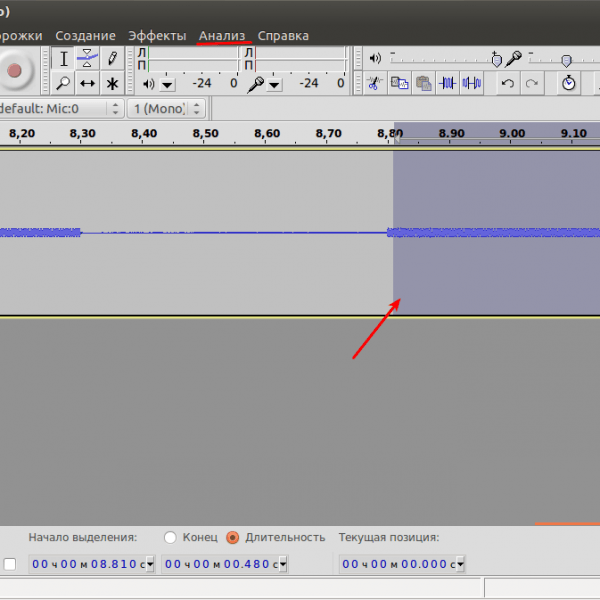 о)
орожки Создание Эффекты Анализ Справка
Л Л
П П
-24 0 -24 0
default: Mic:0 1 (Mono)
8,20 8,30 8,40 8,50 8,60 8,70 8,80 8.90 9.00 9.10
Начало выделения: Конец Длительность Текущая позиция:
00 ч 00 м 08.810 с 00 ч 00 м 00.480 с 00 ч 00 м 00.000 с